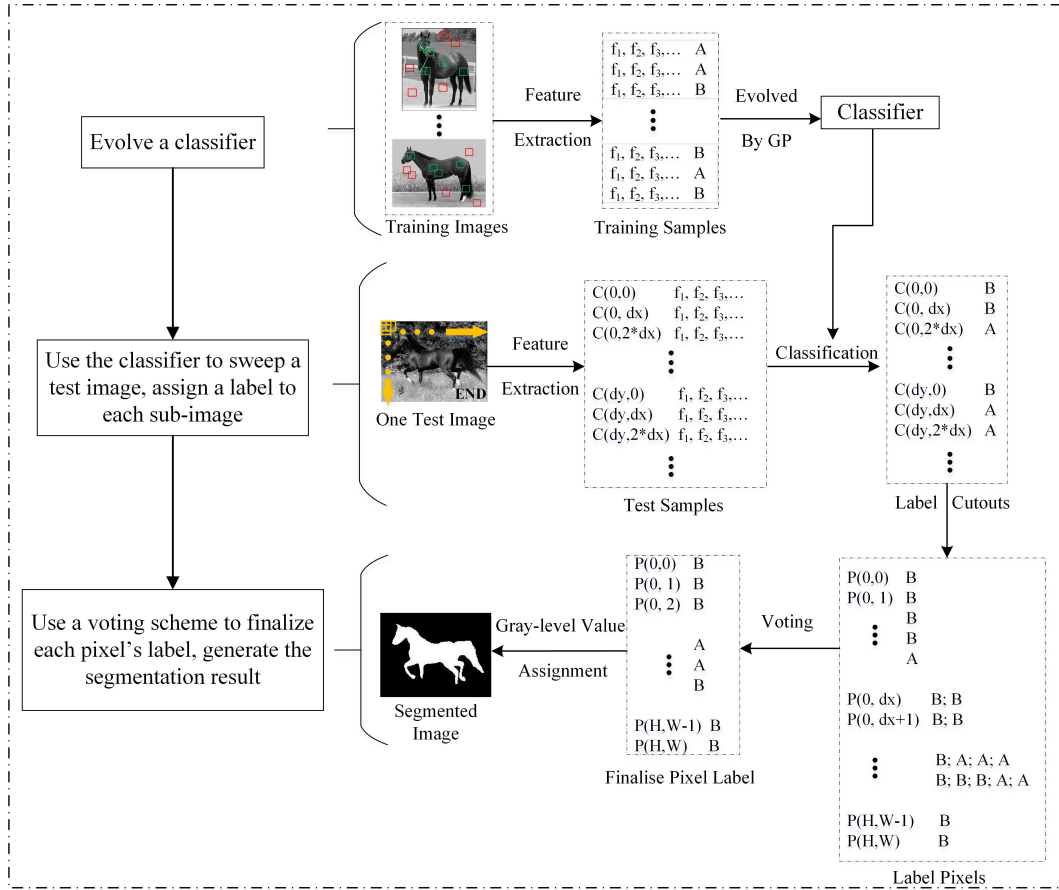 Evolve a classifier
Use the classifier to sweep a
test image, assign a label to
each sub-image
Use a voting scheme to finalize
each pixel's label, generate the
segmentation result
Training Images
Feature
Extraction
f₁, f₂, f₃,… A
f₁, f₂, f₃,… A
f₁, f₂, f₃,… B
f₁, f₂, f₃,… B
f₁, f₂, f₃,… A
f₁, f₂, f₃,… B
Training Samples
Evolved
By GP
Classifier
END
One Test Image
Feature
Extraction
C(0,0) f₁, f₂, f₃,…
C(0, dx) f₁, f₂, f₃,…
C(0,2*dx) f₁, f₂, f₃,…
C(dy,0) f₁, f₂, f₃,…
C(dy,dx) f₁, f₂, f₃,…
C(dy,2*dx) f₁, f₂, f₃,…
Test Samples
Classification
C(0,0) B
C(0, dx) B
C(0,2*dx) A
C(dy,0) B
C(dy,dx) A
C(dy,2*dx) A
Label Cutouts
P(0,0) B
P(0, 1) B
B
B
A
P(0, dx) B; B
P(0, dx+1) B; B
B; A; A; A
B; B; B; A; A
P(H,W-1) B
P(H,W) B
Label Pixels
Voting
P(0,0) B
P(0, 1) B
P(0, 2) B
A
A
B
P(H,W-1) B
P(H,W) B
Finalise Pixel Label
Gray-level Value
Assignment
Segmented
Image